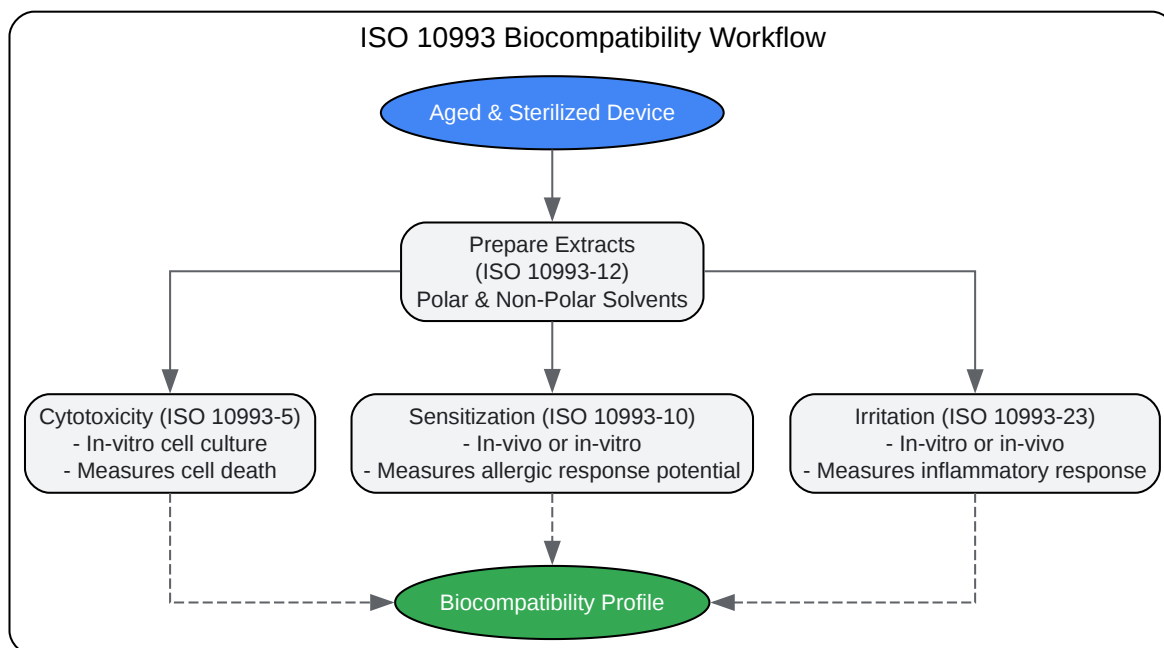 ISO 10993 Biocompatibility Workflow
Aged & Sterilized Device
Prepare Extracts
(ISO 10993-12)
Polar & Non-Polar Solvents
Cytotoxicity (ISO 10993-5)
- In-vitro cell culture
- Measures cell death
Sensitization (ISO 10993-10)
- In-vivo or in-vitro
- Measures allergic response potential
Irritation (ISO 10993-23)
- In-vitro or in-vivo
- Measures inflammatory response
Biocompatibility Profile